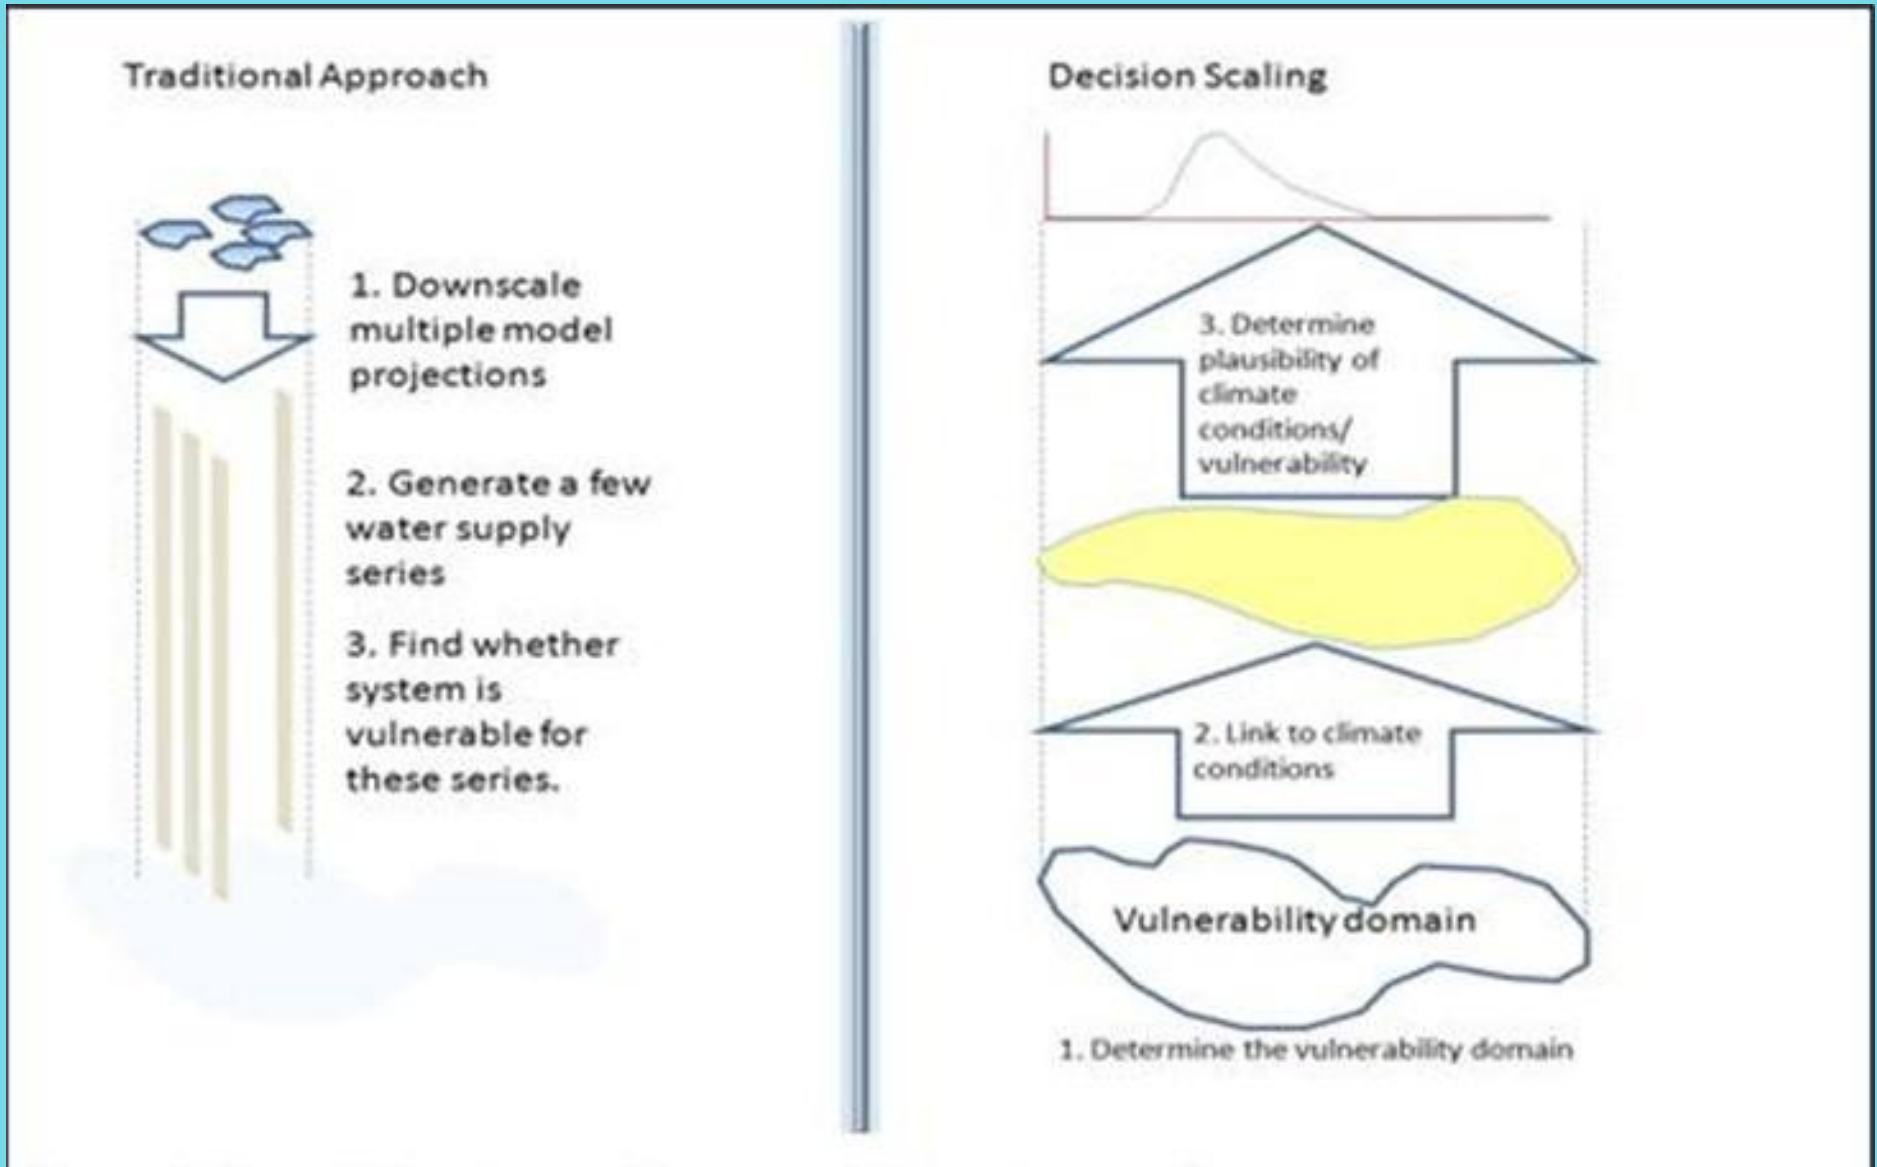 Traditional Approach
1. Downscale
multiple model
projections
2. Generate a few
water supply
series
3. Find whether
system is
vulnerable for
these series.
Decision Scaling
3. Determine
plausibility of
climate
conditions/
vulnerability
2. Link to climate
conditions
Vulnerability domain
1. Determine the vulnerability domain